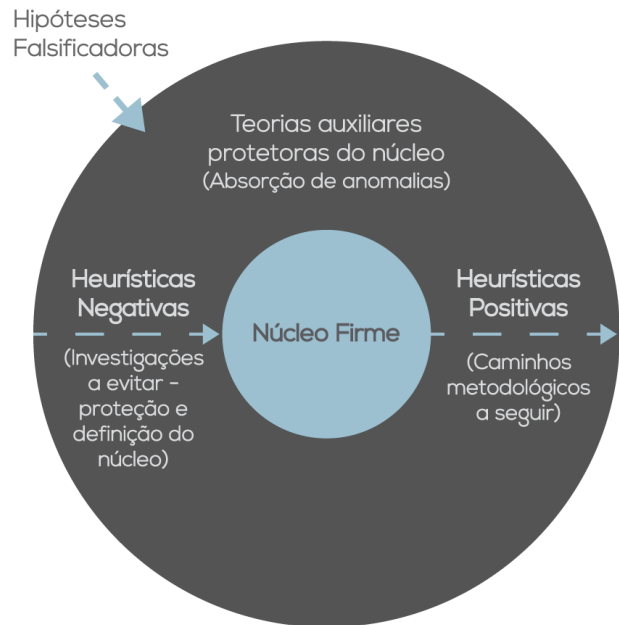 Hipóteses
Falsificadoras
Teorias auxiliares
protetoras do núcleo
(Absorção de anomalias)
Heurísticas
Negativas
(Investigações
a evitar -
proteção e
definição do
núcleo)
Núcleo Firme
Heurísticas
Positivas
(Caminhos
metodológicos
a seguir)